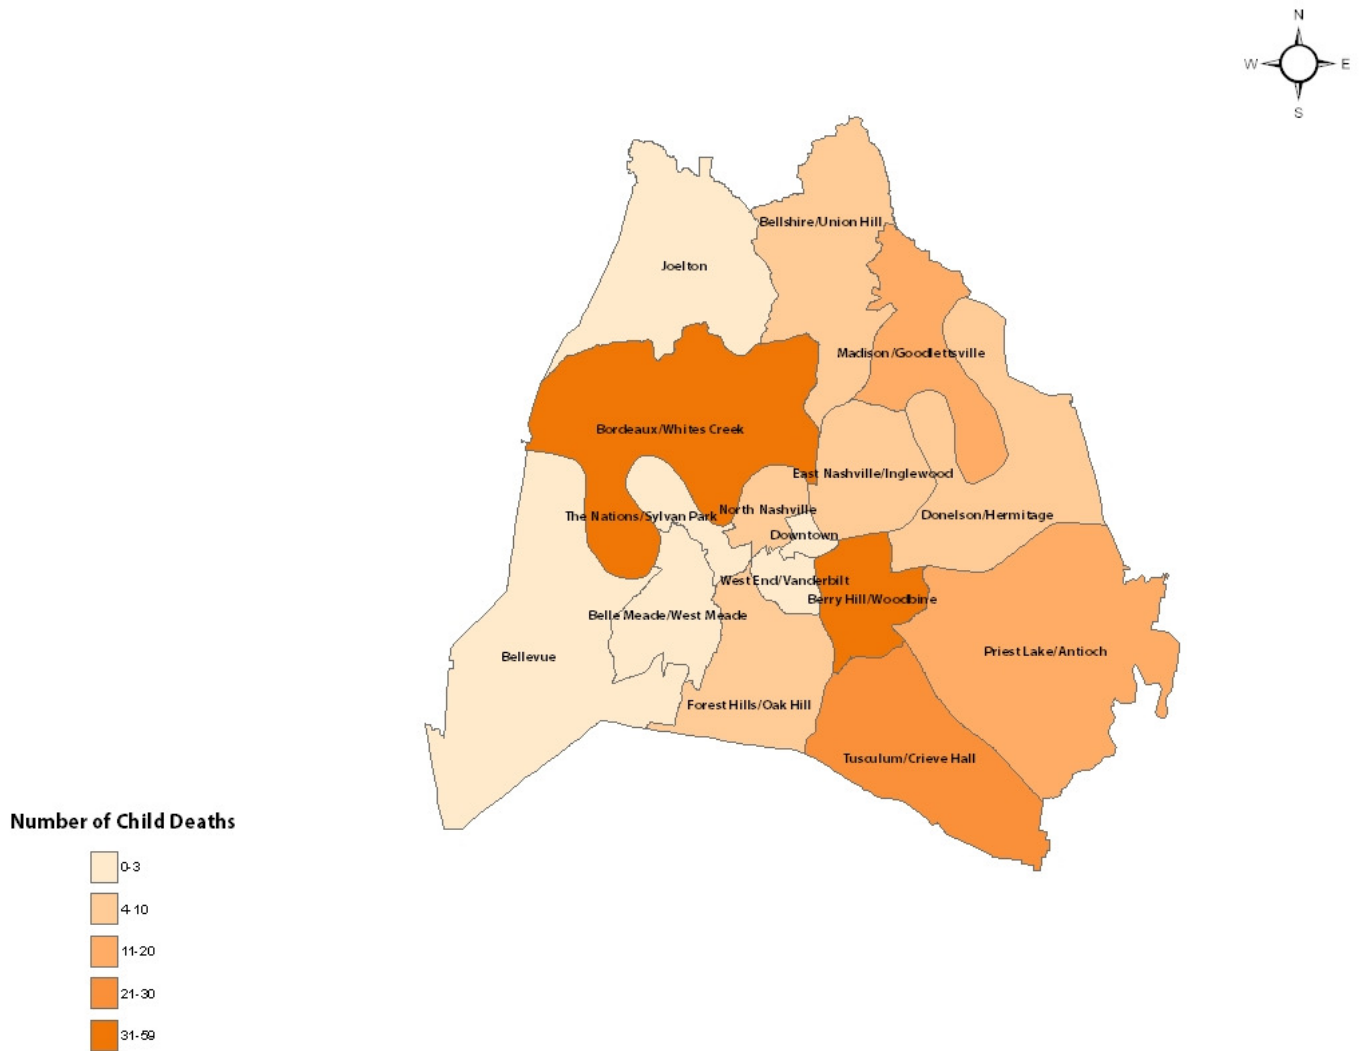 N
W E
S
Bellshire/Union Hill
Joelton
Madison/Goodlettsville
Bordeaux/Whites Creek
East Nashville/Inglewood
North Nashville
The Nations/Sylvan Park
Donelson/Hermitage
Downtown
West End/Vanderbilt
Berry Hill/Woodbine
Belle Meade/West Meade
Priest Lake/Antioch
Bellevue
Forest Hills/Oak Hill
Tusculum/Crieve Hall
Number of Child Deaths
0-3
4-10
11-20
21-30
31-59